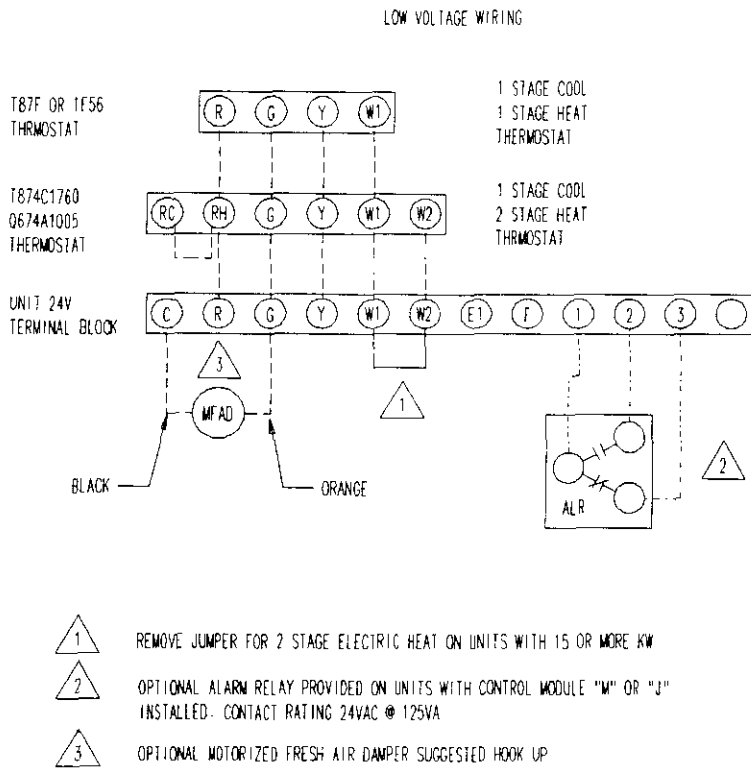 LOW VOLTAGE WIRING
T87F OR 1F56
THRMOSTAT
R G Y W1
1 STAGE COOL
1 STAGE HEAT
THERMOSTAT
T874C1760
Q674A1005
THERMOSTAT
RC RH G Y W1 W2
1 STAGE COOL
2 STAGE HEAT
THRMOSTAT
UNIT 24V
TERMINAL BLOCK
C R G Y W1 W2 E1 F 1 2 3
3
MFAD
1
2
BLACK
ORANGE
ALR
1 REMOVE JUMPER FOR 2 STAGE ELECTRIC HEAT ON UNITS WITH 15 OR MORE KW
2 OPTIONAL ALARM RELAY PROVIDED ON UNITS WITH CONTROL MODULE "M" OR "J"
INSTALLED. CONTACT RATING 24VAC @ 125VA
3 OPTIONAL MOTORIZED FRESH AIR DAMPER SUGGESTED HOOK UP